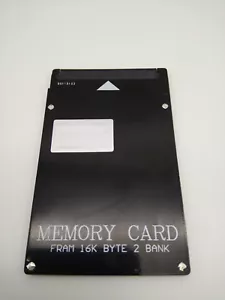 MEMORY CARD
FRAM 16K BYTE 2 BANK